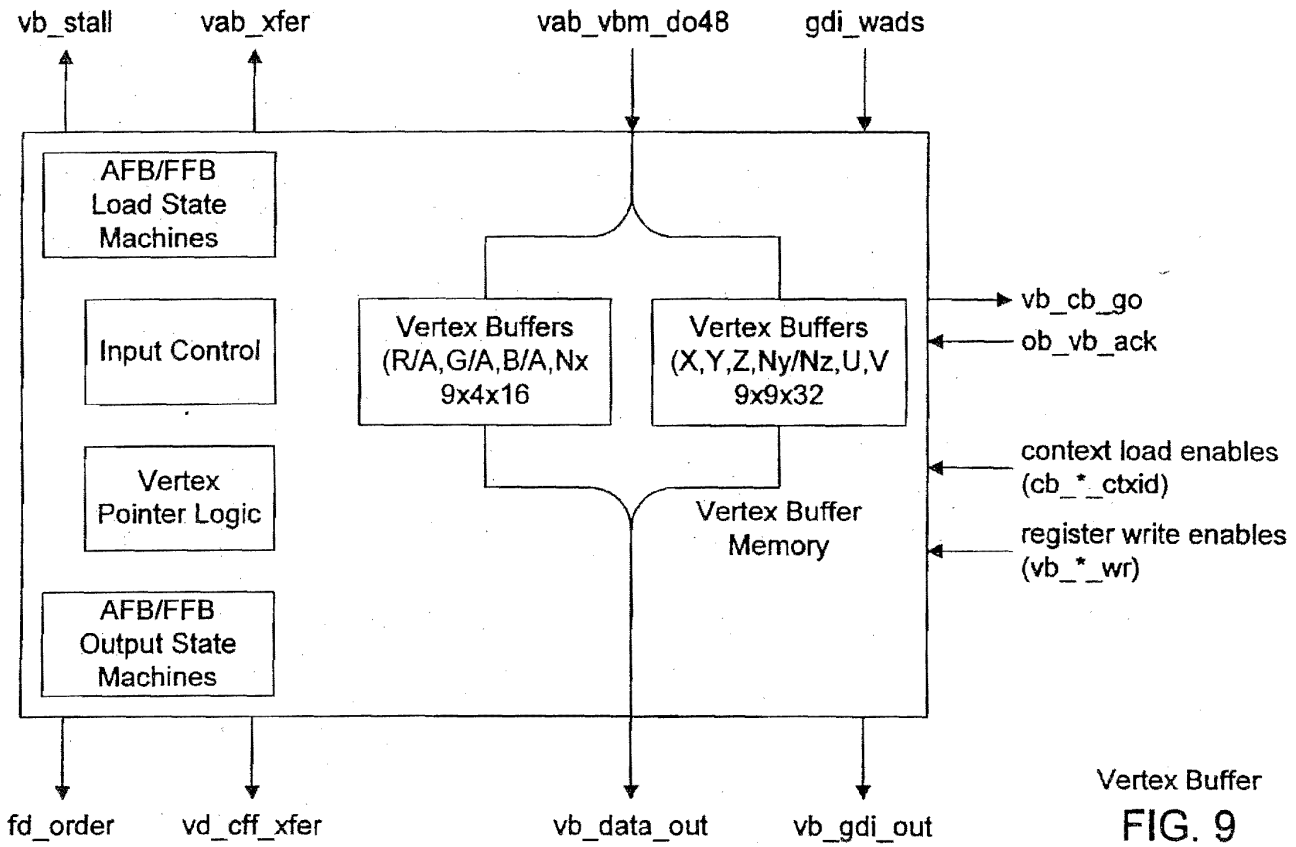 vb_stall
vab_xfer
vab_vbm_do48
gdi_wads
AFB/FFB
Load State
Machines
Input Control
Vertex
Pointer Logic
AFB/FFB
Output State
Machines
Vertex Buffers
(R/A,G/A,B/A,Nx
9x4x16
Vertex Buffers
(X,Y,Z,Ny/Nz,U,V
9x9x32
Vertex Buffer
Memory
vb_cb_go
ob_vb_ack
context load enables
(cb_*_ctxid)
register write enables
(vb_*_wr)
fd_order
vd_cff_xfer
vb_data_out
vb_gdi_out
Vertex Buffer
FIG. 9